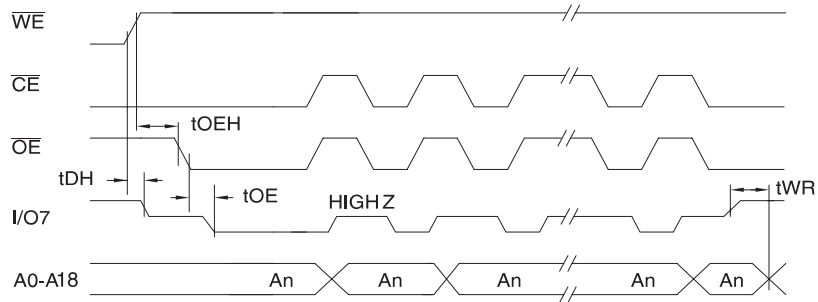 WE
CE
tOEH
OE
tDH
tOE
tWR
I/O7
HIGH Z
A0-A18
An
An
An
An
An